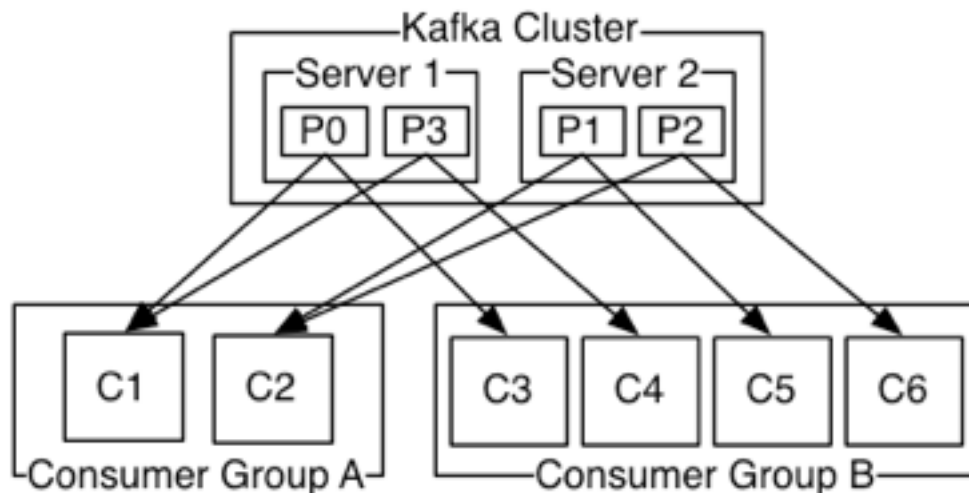 Kafka Cluster
Server 1
Server 2
P0
P3
P1
P2
C1
C2
C3
C4
C5
C6
Consumer Group A
Consumer Group B